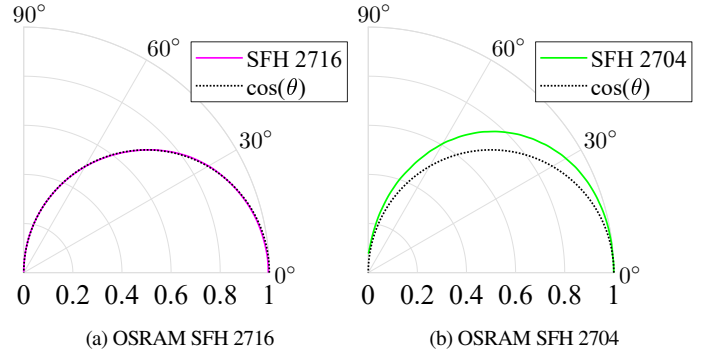 90°
60°
SFH 2716
cos(θ)
30°
0°
0 0.2 0.4 0.6 0.8 1
(a) OSRAM SFH 2716
90°
60°
SFH 2704
cos(θ)
30°
0°
0 0.2 0.4 0.6 0.8 1
(b) OSRAM SFH 2704